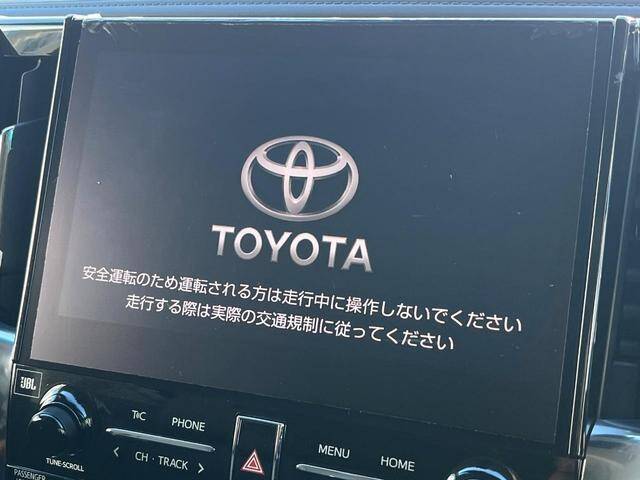 TOYOTA
安全運転のため運転される方は走行中に操作しないでください
走行する際は実際の交通規制に従ってください
JBL
T&C PHONE
TUNE·SCROLL
< CH · TRACK >
MENU HOME
PASSENGER